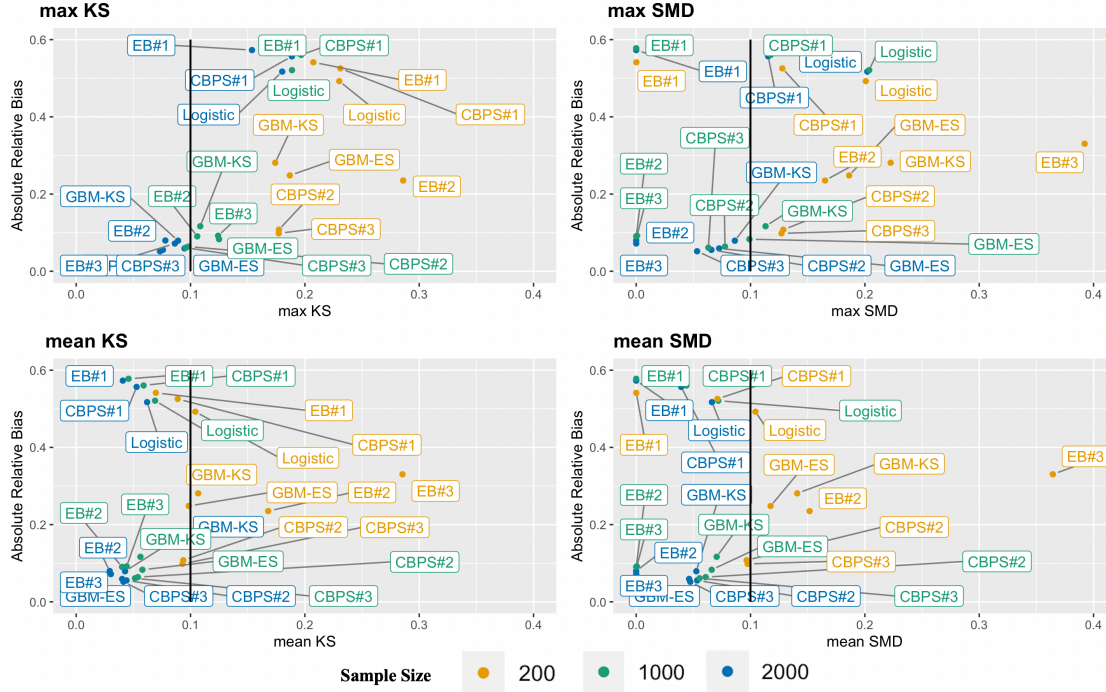 max KS
max SMD
0.6
0.4
0.2
0.0
Absolute Relative Bias
EB#1
EB#1
CBPS#1
CBPS#1
EB#1
Logistic
Logistic
Logistic
CBPS#1
GBM-KS
GBM-KS
GBM-ES
EB#2
GBM-KS
EB#2
CBPS#2
EB#2
EB#3
CBPS#3
GBM-ES
EB#3
CBPS#3
GBM-ES
CBPS#3
CBPS#2
0.0
0.1
0.2
0.3
0.4
max KS
0.6
0.4
0.2
0.0
Absolute Relative Bias
EB#1
CBPS#1
Logistic
Logistic
EB#1
EB#1
CBPS#1
Logistic
CBPS#1
GBM-ES
CBPS#3
EB#2
EB#2
GBM-KS
EB#3
GBM-KS
EB#3
CBPS#2
CBPS#2
GBM-KS
EB#2
CBPS#3
GBM-ES
EB#3
CBPS#3
CBPS#2
GBM-ES
0.0
0.1
0.2
0.3
0.4
max SMD
mean KS
mean SMD
0.6
0.4
0.2
0.0
Absolute Relative Bias
EB#1
EB#1
CBPS#1
CBPS#1
EB#1
Logistic
Logistic
CBPS#1
Logistic
GBM-KS
EB#3
GBM-ES
EB#2
EB#3
EB#2
GBM-KS
CBPS#2
CBPS#3
EB#2
GBM-KS
GBM-ES
CBPS#2
EB#3
GBM-ES
CBPS#3
CBPS#2
CBPS#3
0.0
0.1
0.2
0.3
0.4
mean KS
0.6
0.4
0.2
0.0
Absolute Relative Bias
EB#1
CBPS#1
CBPS#1
EB#1
Logistic
Logistic
Logistic
EB#1
CBPS#1
GBM-ES
GBM-KS
EB#3
EB#2
GBM-KS
EB#2
EB#3
GBM-KS
CBPS#2
EB#2
GBM-ES
CBPS#3
CBPS#2
EB#3
GBM-ES
CBPS#3
CBPS#2
CBPS#3
0.0
0.1
0.2
0.3
0.4
mean SMD
Sample Size
200
1000
2000